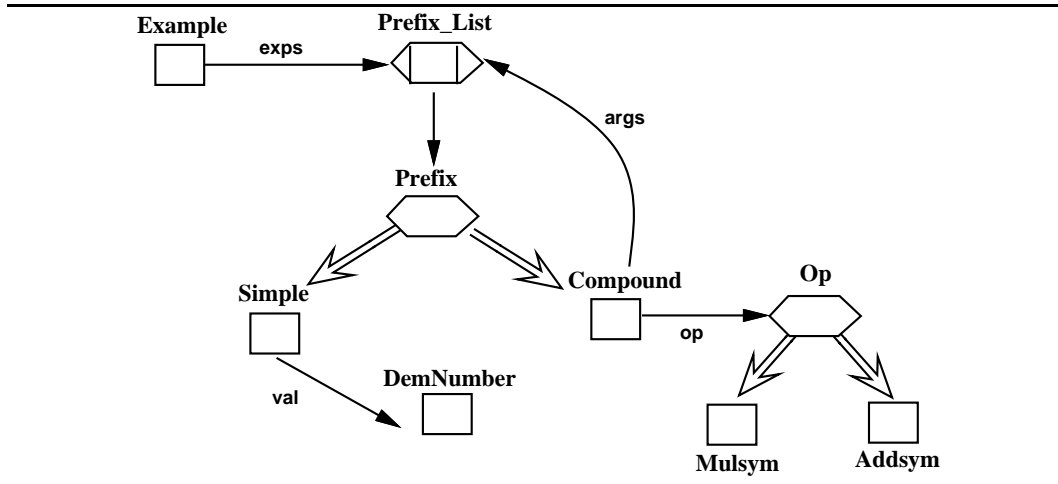 Example
Prefix_List
exps
args
Prefix
Compound
Op
Simple
op
DemNumber
val
Mulsym
Addsym